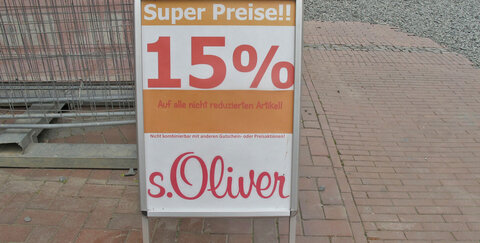 Super Preise!!
15%
Auf alle nicht reduzierten Artikel!
Nicht kombinierbar mit anderen Gutschein- oder Preisaktionen!
s.Oliver